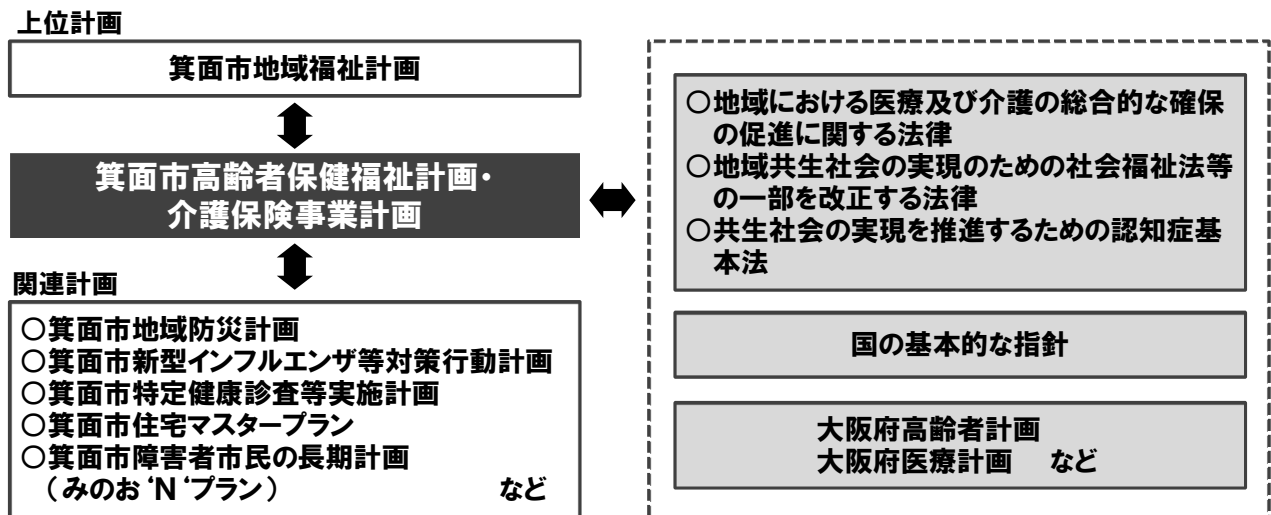 上位計画
箕面市地域福祉計画
箕面市高齢者保健福祉計画・
介護保険事業計画
関連計画
○箕面市地域防災計画
○箕面市新型インフルエンザ等対策行動計画
○箕面市特定健康診査等実施計画
○箕面市住宅マスタープラン
○箕面市障害者市民の長期計画
（みのお‘N‘プラン） など
○地域における医療及び介護の総合的な確保
の促進に関する法律
○地域共生社会の実現のための社会福祉法等
の一部を改正する法律
○共生社会の実現を推進するための認知症基
本法
国の基本的な指針
大阪府高齢者計画
大阪府医療計画 など